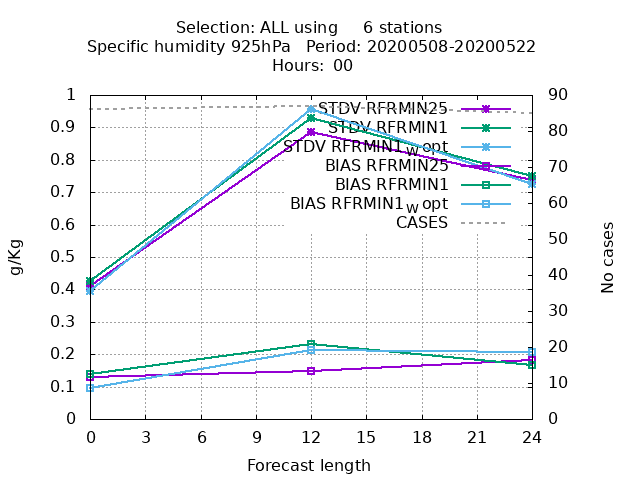 Selection: ALL using     6 stations
Specific humidity 925hPa   Period: 20200508-20200522
Hours:  00
1
0.9
0.8
0.7
0.6
0.5
0.4
0.3
0.2
0.1
0
90
80
70
60
50
40
30
20
10
0
STDV RFRMIN25
STDV RFRMIN1
STDV RFRMIN1W opt
BIAS RFRMIN25
BIAS RFRMIN1
BIAS RFRMIN1W opt
CASES
g/Kg
No cases
0 3 6 9 12 15 18 21 24
Forecast length